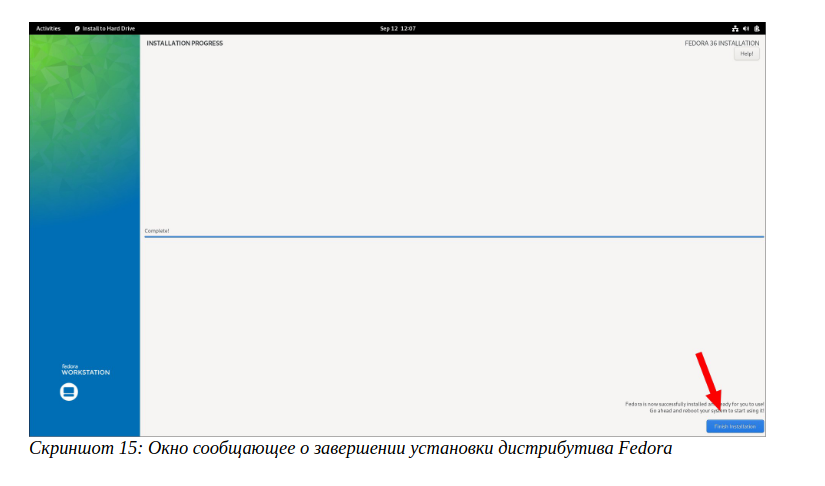 Activities Install to Hard Drive Sep 12 12:07
INSTALLATION PROGRESS FEDORA 36 INSTALLATION
Help!
Complete!
fedora
WORKSTATION
Fedora is now successfully installed and ready for you to use!
Go ahead and reboot your system to start using it!
Finish Installation
Скриншот 15: Окно сообщающее о завершении установки дистрибутива Fedora